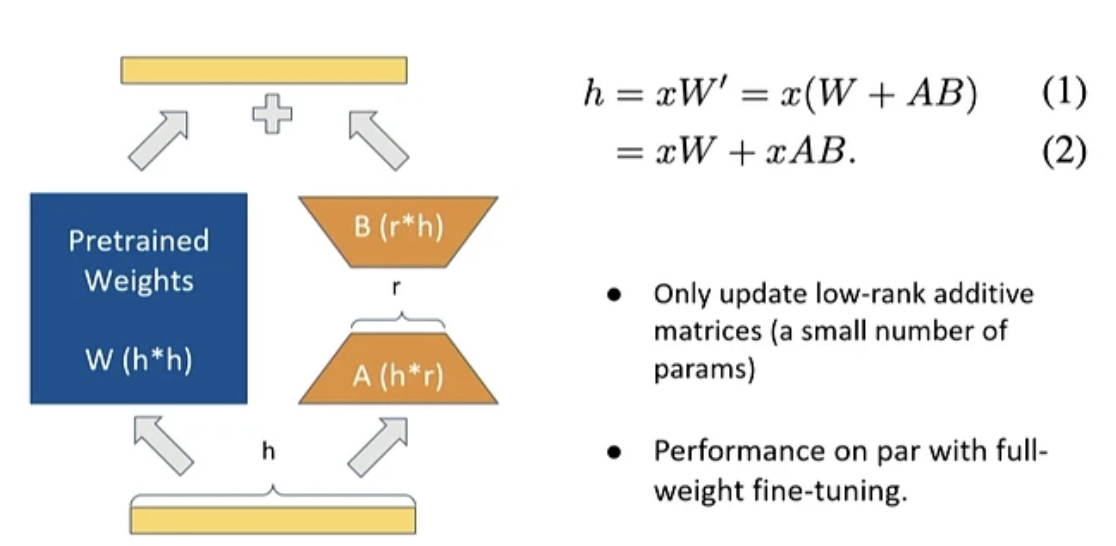 Pretrained
Weights
W (h*h)
B (r*h)
r
A (h*r)
h
h = xW′ = x(W + AB) (1)
= xW + xAB. (2)
● Only update low-rank additive
matrices (a small number of
params)
● Performance on par with full-
weight fine-tuning.